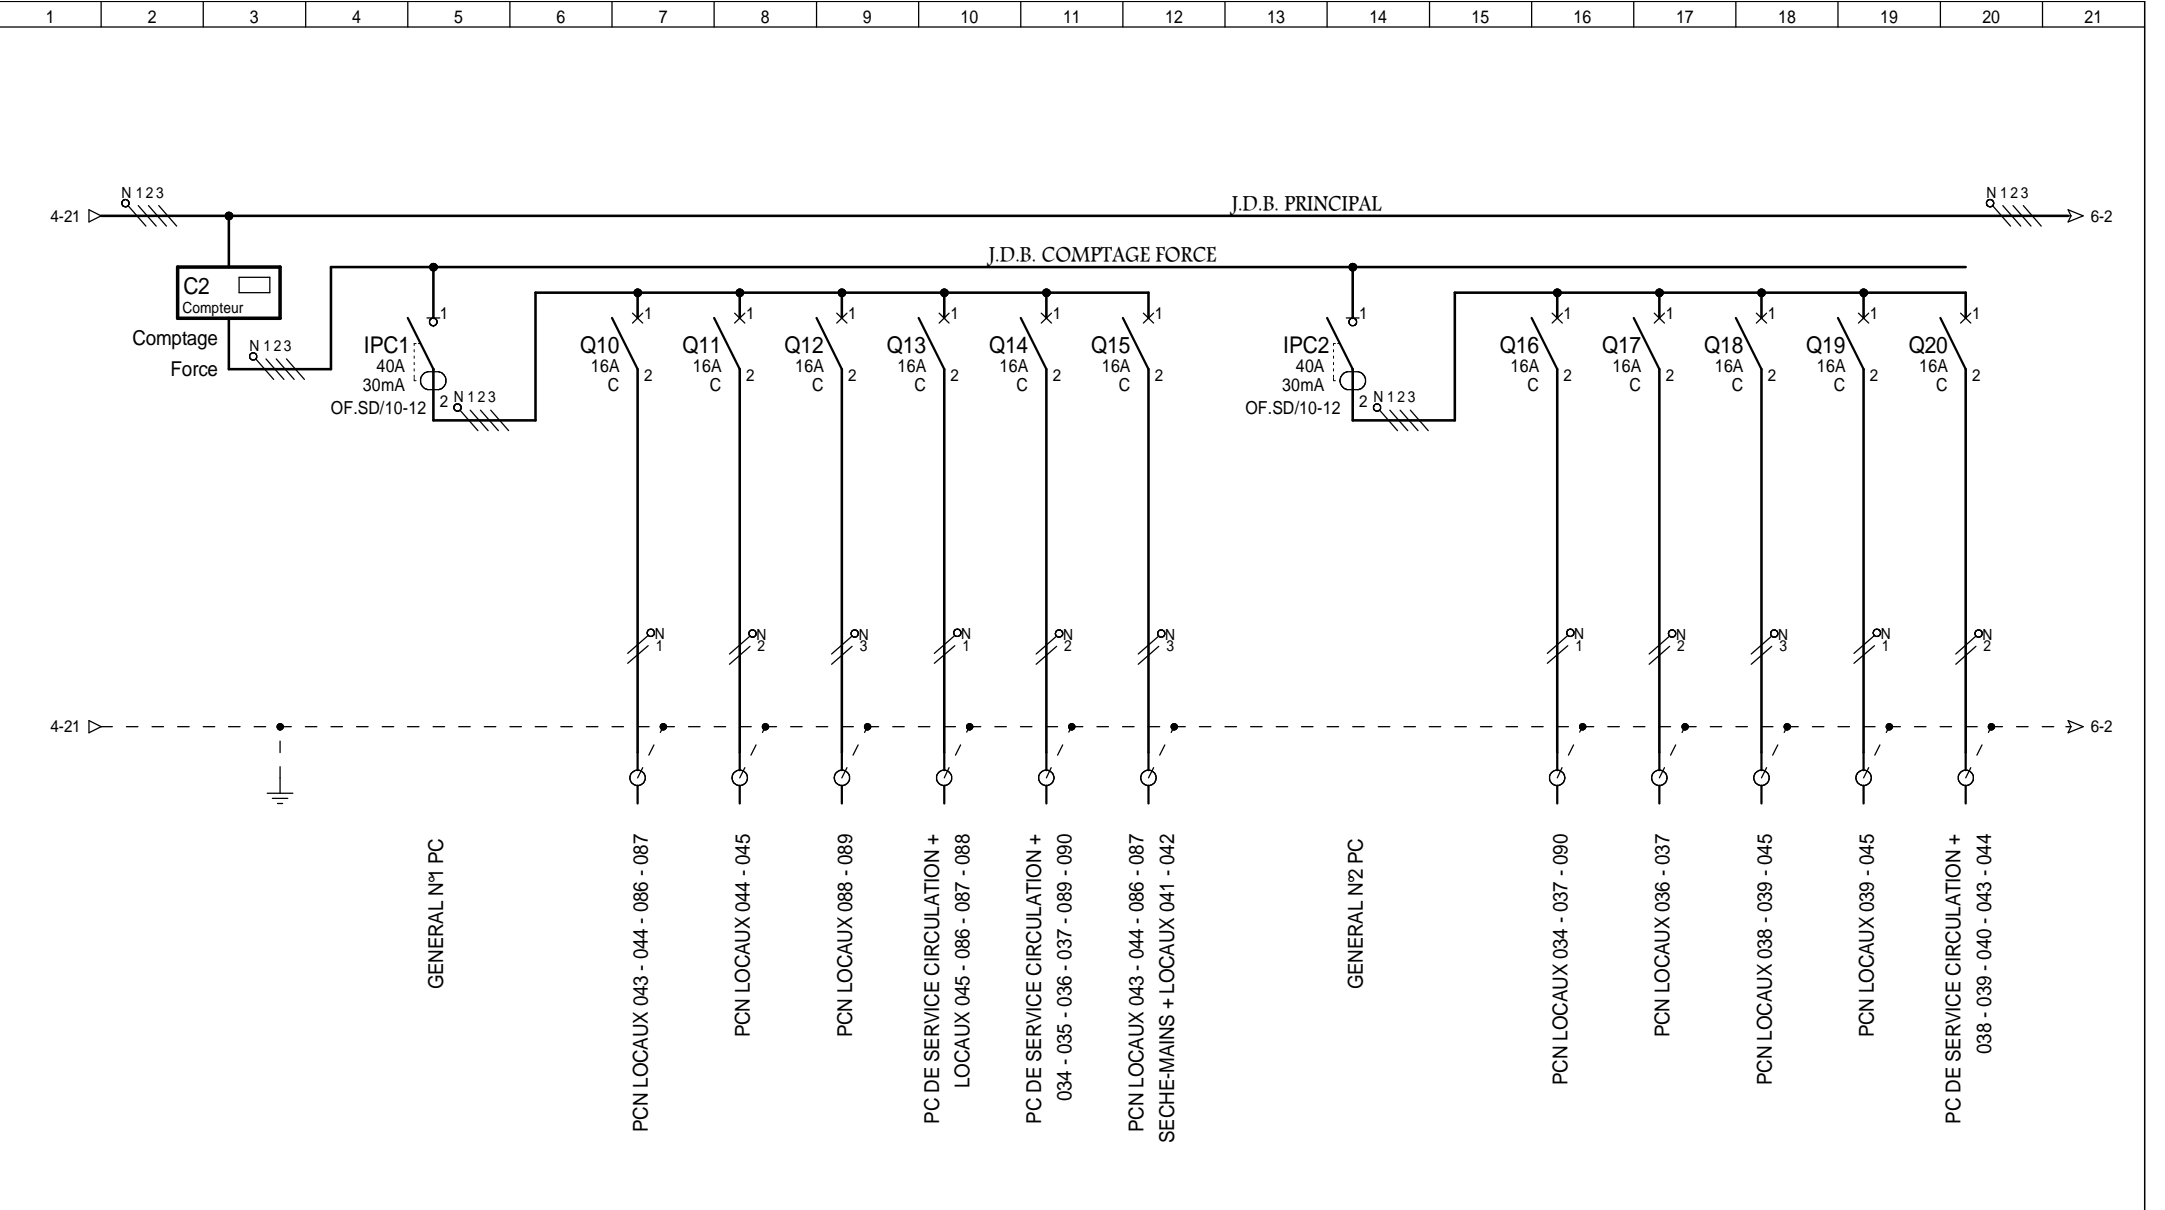 1 2 3 4 5 6 7 8 9 10 11 12 13 14 15 16 17 18 19 20 21
N 1 2 3
J.D.B. PRINCIPAL
N 1 2 3
4-21
6-2
J.D.B. COMPTAGE FORCE
C2
Compteur
Comptage
Force
N 1 2 3
1
IPC1
40A
30mA
OF.SD/10-12
2
N 1 2 3
1
Q10
16A
C
2
1
Q11
16A
C
2
1
Q12
16A
C
2
1
Q13
16A
C
2
1
Q14
16A
C
2
1
Q15
16A
C
2
1
IPC2
40A
30mA
OF.SD/10-12
2
N 1 2 3
1
Q16
16A
C
2
1
Q17
16A
C
2
1
Q18
16A
C
2
1
Q19
16A
C
2
1
Q20
16A
C
2
N
1
N
2
N
3
N
1
N
2
N
3
N
1
N
2
N
3
N
1
N
2
4-21
6-2
GENERAL N°1 PC
PCN LOCAUX 043 - 044 - 086 - 087
PCN LOCAUX 044 - 045
PCN LOCAUX 088 - 089
PC DE SERVICE CIRCULATION +
LOCAUX 045 - 086 - 087 - 088
PC DE SERVICE CIRCULATION +
034 - 035 - 036 - 037 - 089 - 090
PCN LOCAUX 043 - 044 - 086 - 087
SECHE-MAINS + LOCAUX 041 - 042
GENERAL N°2 PC
PCN LOCAUX 034 - 037 - 090
PCN LOCAUX 036 - 037
PCN LOCAUX 038 - 039 - 045
PCN LOCAUX 039 - 045
PC DE SERVICE CIRCULATION +
038 - 039 - 040 - 043 - 044